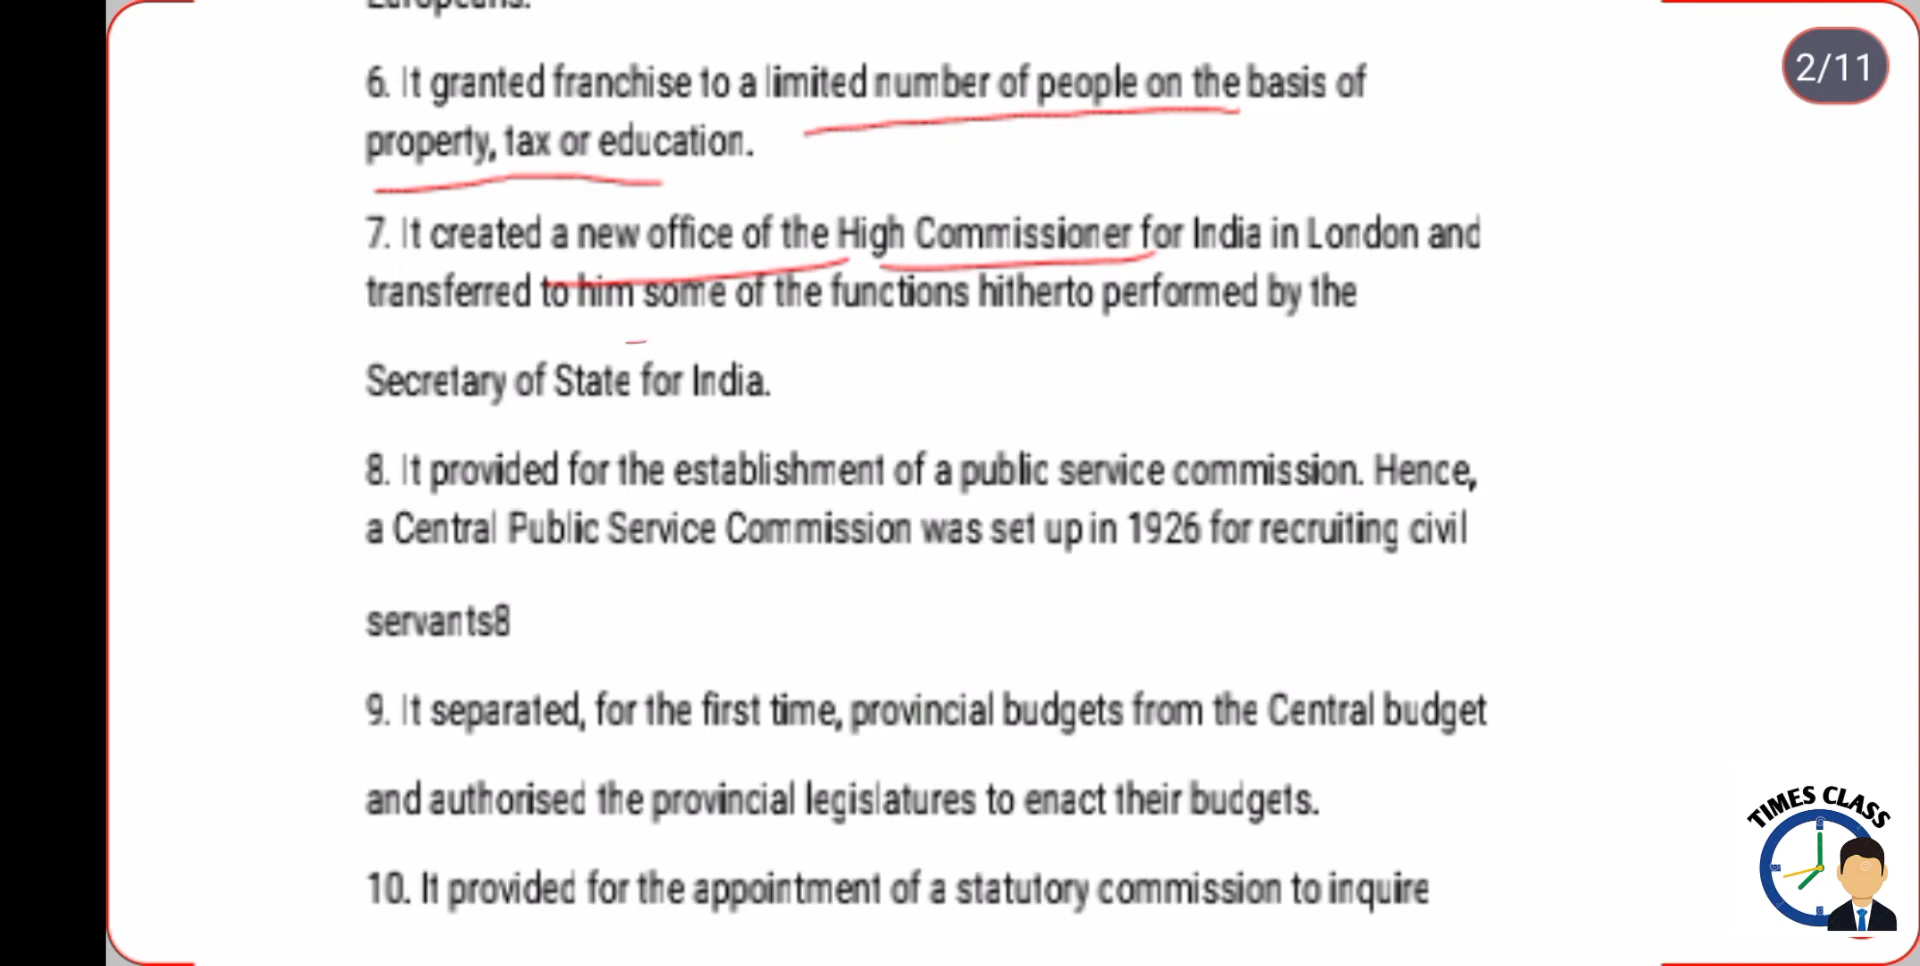 Europeans.
2/11
6. It granted franchise to a limited number of people on the basis of
property, tax or education.
7. It created a new office of the High Commissioner for India in London and
transferred to him some of the functions hitherto performed by the
Secretary of State for India.
8. It provided for the establishment of a public service commission. Hence,
a Central Public Service Commission was set up in 1926 for recruiting civil
servants8
9. It separated, for the first time, provincial budgets from the Central budget
and authorised the provincial legislatures to enact their budgets.
10. It provided for the appointment of a statutory commission to inquire
TIMES CLASS